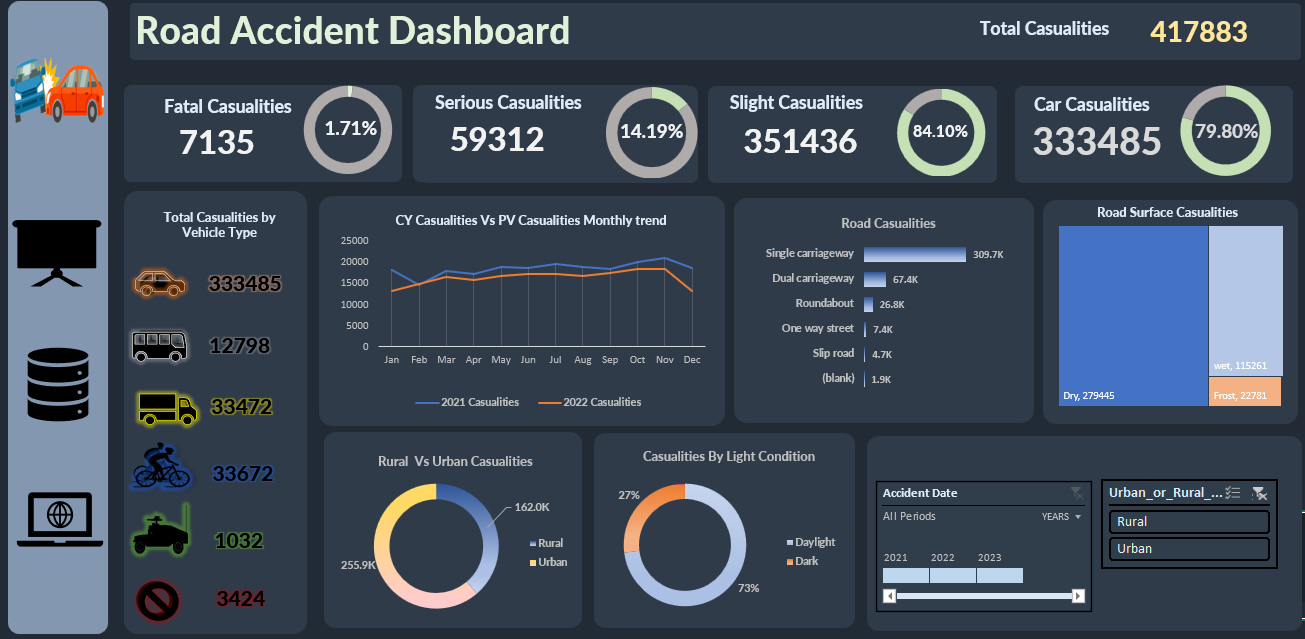 Road Accident Dashboard
Total Casualities
417883
Fatal Casualities
7135
1.71%
Serious Casualities
59312
14.19%
Slight Casualities
351436
84.10%
Car Casualities
333485
79.80%
Total Casualities by
Vehicle Type
333485
12798
33472
33672
1032
3424
CY Casualities Vs PV Casualities Monthly trend
25000
20000
15000
10000
5000
0
Jan Feb Mar Apr May Jun Jul Aug Sep Oct Nov Dec
2021 Casualities 2022 Casualities
Road Casualities
Single carriageway 309.7K
Dual carriageway 67.4K
Roundabout 26.8K
One way street 7.4K
Slip road 4.7K
(blank) 1.9K
Road Surface Casualities
Dry, 279445
wet, 115261
Frost, 22781
Rural Vs Urban Casualities
162.0K
255.9K
Rural
Urban
Casualities By Light Condition
27%
73%
Daylight
Dark
Accident Date
All Periods YEARS
2021 2022 2023
Urban_or_Rural_...
Rural
Urban